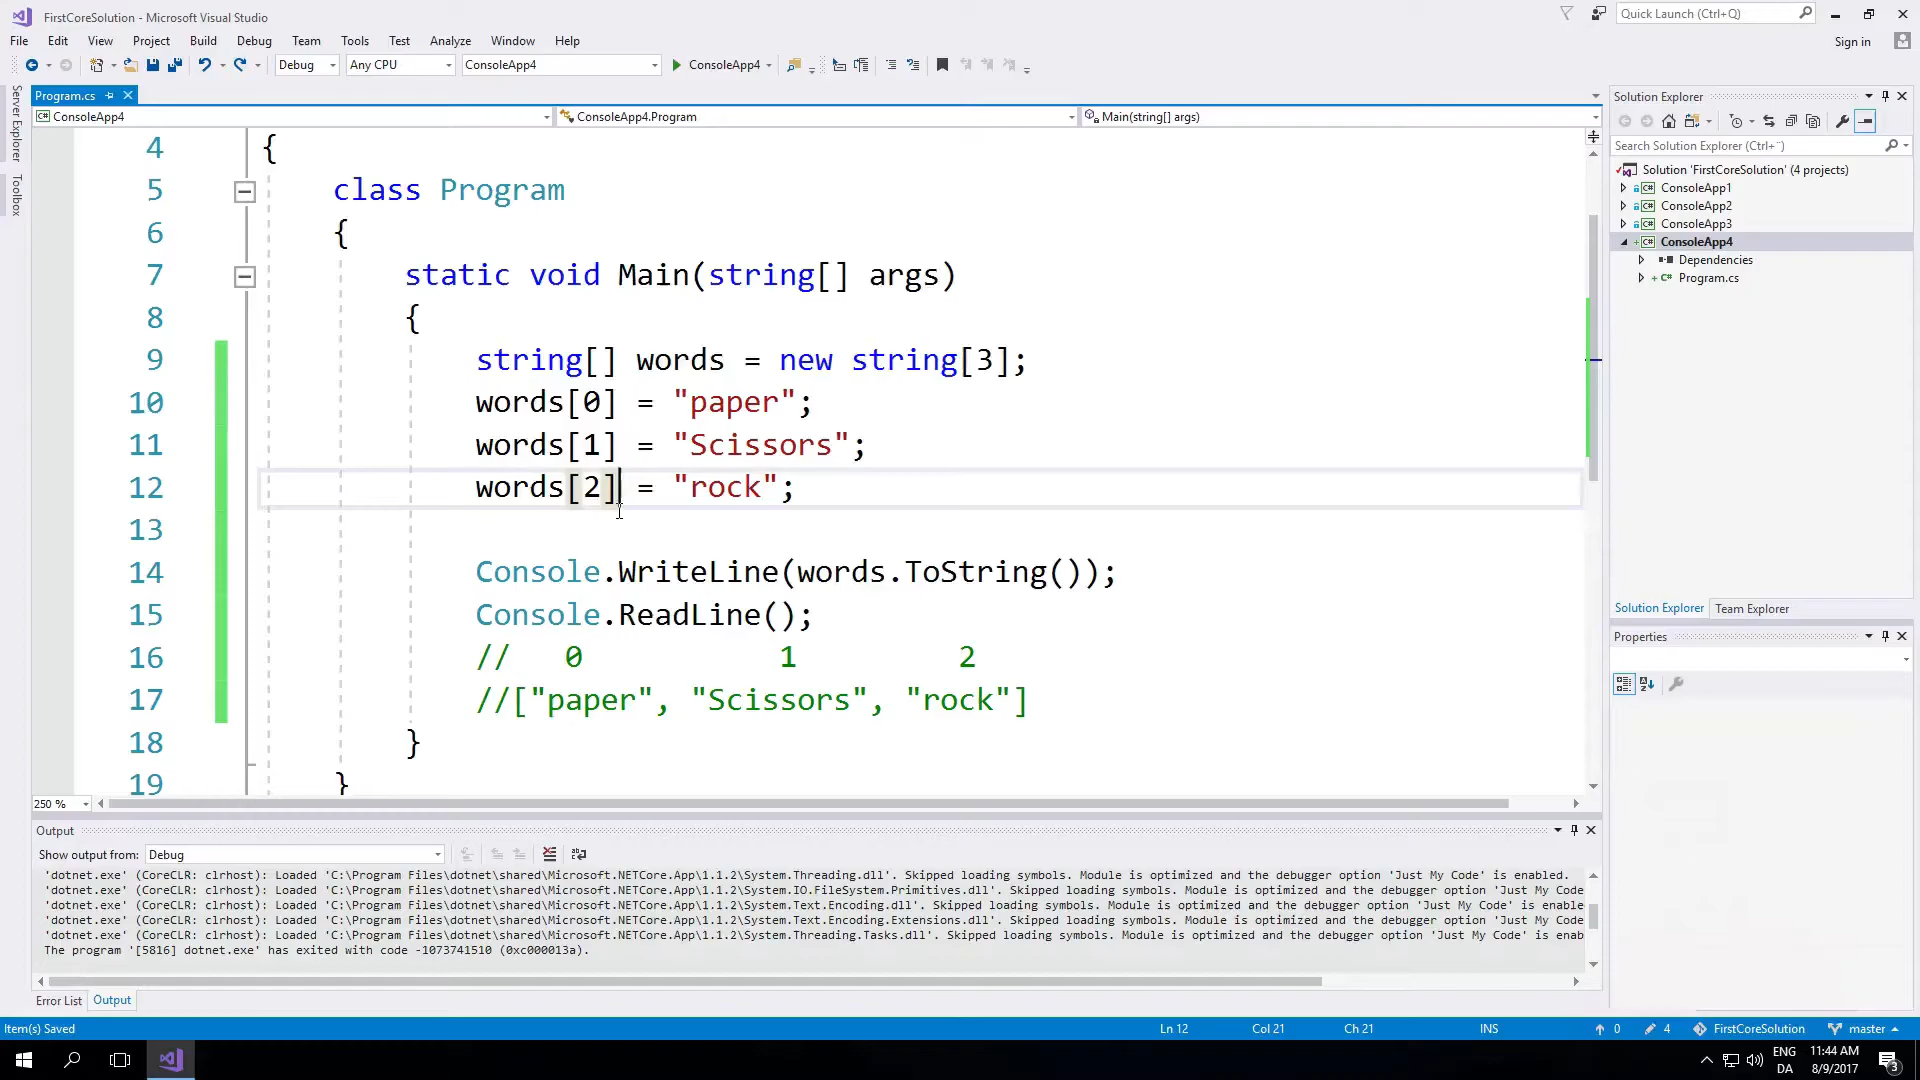 FirstCoreSolution - Microsoft Visual Studio
Quick Launch (Ctrl+Q)
File Edit View Project Build Debug Team Tools Test Analyze Window Help
Sign in
Debug Any CPU ConsoleApp4 ConsoleApp4
Server Explorer
Toolbox
Program.cs
ConsoleApp4 ConsoleApp4.Program Main(string[] args)
4 {
5 class Program
6 {
7 static void Main(string[] args)
8 {
9 string[] words = new string[3];
10 words[0] = "paper";
11 words[1] = "Scissors";
12 words[2] = "rock";
13
14 Console.WriteLine(words.ToString());
15 Console.ReadLine();
16 // 0 1 2
17 //["paper", "Scissors", "rock"]
18 }
19 }
250 %
Solution Explorer
Search Solution Explorer (Ctrl+¨)
Solution 'FirstCoreSolution' (4 projects)
C# ConsoleApp1
C# ConsoleApp2
C# ConsoleApp3
C# ConsoleApp4
Dependencies
C# Program.cs
Solution Explorer Team Explorer
Properties
Output
Show output from: Debug
'dotnet.exe' (CoreCLR: clrhost): Loaded 'C:\Program Files\dotnet\shared\Microsoft.NETCore.App\1.1.2\System.Threading.dll'. Skipped loading symbols. Module is optimized and the debugger option 'Just My Code' is enabled.
'dotnet.exe' (CoreCLR: clrhost): Loaded 'C:\Program Files\dotnet\shared\Microsoft.NETCore.App\1.1.2\System.IO.FileSystem.Primitives.dll'. Skipped loading symbols. Module is optimized and the debugger option 'Just My Code
'dotnet.exe' (CoreCLR: clrhost): Loaded 'C:\Program Files\dotnet\shared\Microsoft.NETCore.App\1.1.2\System.Text.Encoding.dll'. Skipped loading symbols. Module is optimized and the debugger option 'Just My Code' is enable
'dotnet.exe' (CoreCLR: clrhost): Loaded 'C:\Program Files\dotnet\shared\Microsoft.NETCore.App\1.1.2\System.Text.Encoding.Extensions.dll'. Skipped loading symbols. Module is optimized and the debugger option 'Just My Code
'dotnet.exe' (CoreCLR: clrhost): Loaded 'C:\Program Files\dotnet\shared\Microsoft.NETCore.App\1.1.2\System.Threading.Tasks.dll'. Skipped loading symbols. Module is optimized and the debugger option 'Just My Code' is enab
The program '[5816] dotnet.exe' has exited with code -1073741510 (0xc000013a).
Error List Output
Item(s) Saved Ln 12 Col 21 Ch 21 INS 0 4 FirstCoreSolution master
ENG 11:44 AM
DA 8/9/2017 3